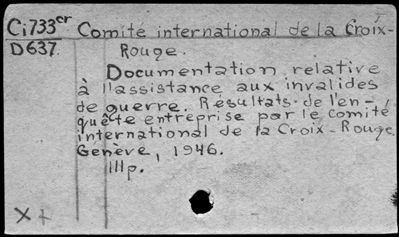 Ci733cr Comité international de la Croix-
D637 Rouge.
Documentation relative
à l'assistance aux invalides
de guerre. Résultats de l'en-
quête entreprise par le Comité
international de la Croix-Rouge.
Genève, 1946.
111p.
X +